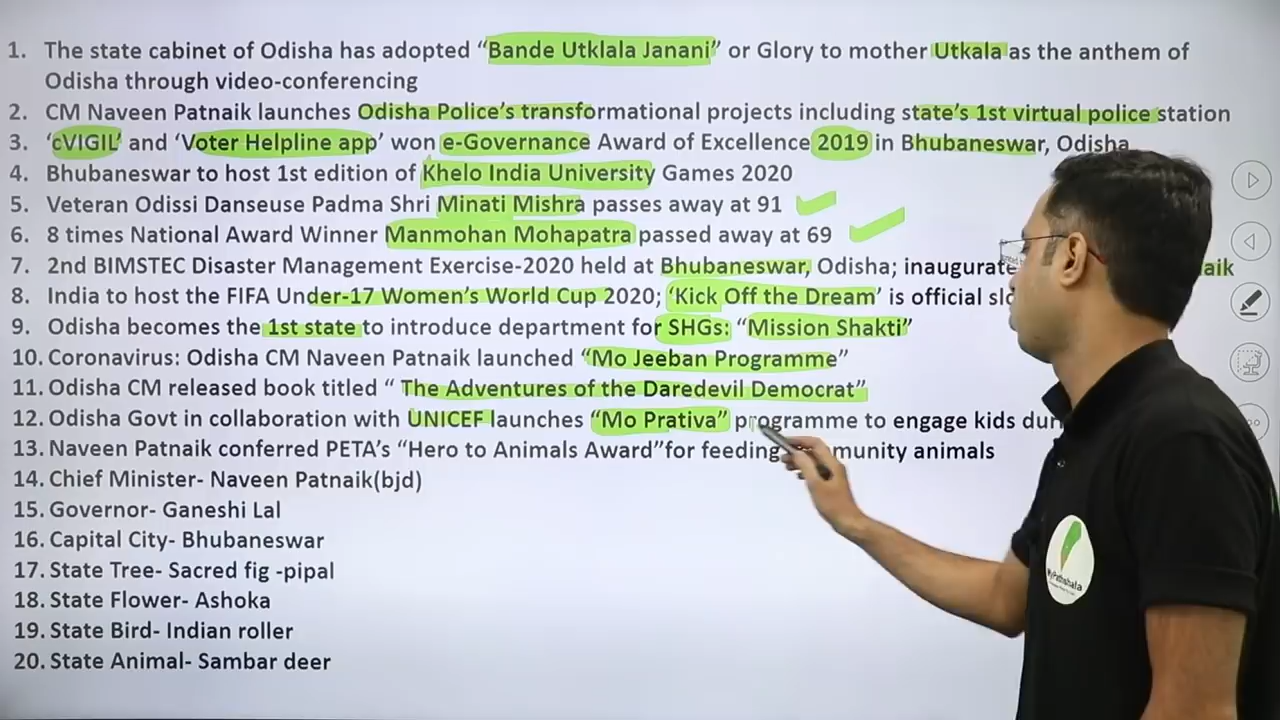 1. The state cabinet of Odisha has adopted “Bande Utklala Janani” or Glory to mother Utkala as the anthem of
Odisha through video-conferencing
2. CM Naveen Patnaik launches Odisha Police’s transformational projects including state’s 1st virtual police station
3. ‘cVIGIL’ and ‘Voter Helpline app’ won e-Governance Award of Excellence 2019 in Bhubaneswar, Odisha
4. Bhubaneswar to host 1st edition of Khelo India University Games 2020
5. Veteran Odissi Danseuse Padma Shri Minati Mishra passes away at 91
6. 8 times National Award Winner Manmohan Mohapatra passed away at 69
7. 2nd BIMSTEC Disaster Management Exercise-2020 held at Bhubaneswar, Odisha; inaugurate aik
8. India to host the FIFA Under-17 Women’s World Cup 2020; ‘Kick Off the Dream’ is official slo
9. Odisha becomes the 1st state to introduce department for SHGs: “Mission Shakti”
10. Coronavirus: Odisha CM Naveen Patnaik launched “Mo Jeeban Programme”
11. Odisha CM released book titled “ The Adventures of the Daredevil Democrat”
12. Odisha Govt in collaboration with UNICEF launches “Mo Prativa” programme to engage kids dur
13. Naveen Patnaik conferred PETA’s “Hero to Animals Award”for feeding munity animals
14. Chief Minister- Naveen Patnaik(bjd)
15. Governor- Ganeshi Lal
16. Capital City- Bhubaneswar
17. State Tree- Sacred fig -pipal
18. State Flower- Ashoka
19. State Bird- Indian roller
20. State Animal- Sambar deer
MyPathshala